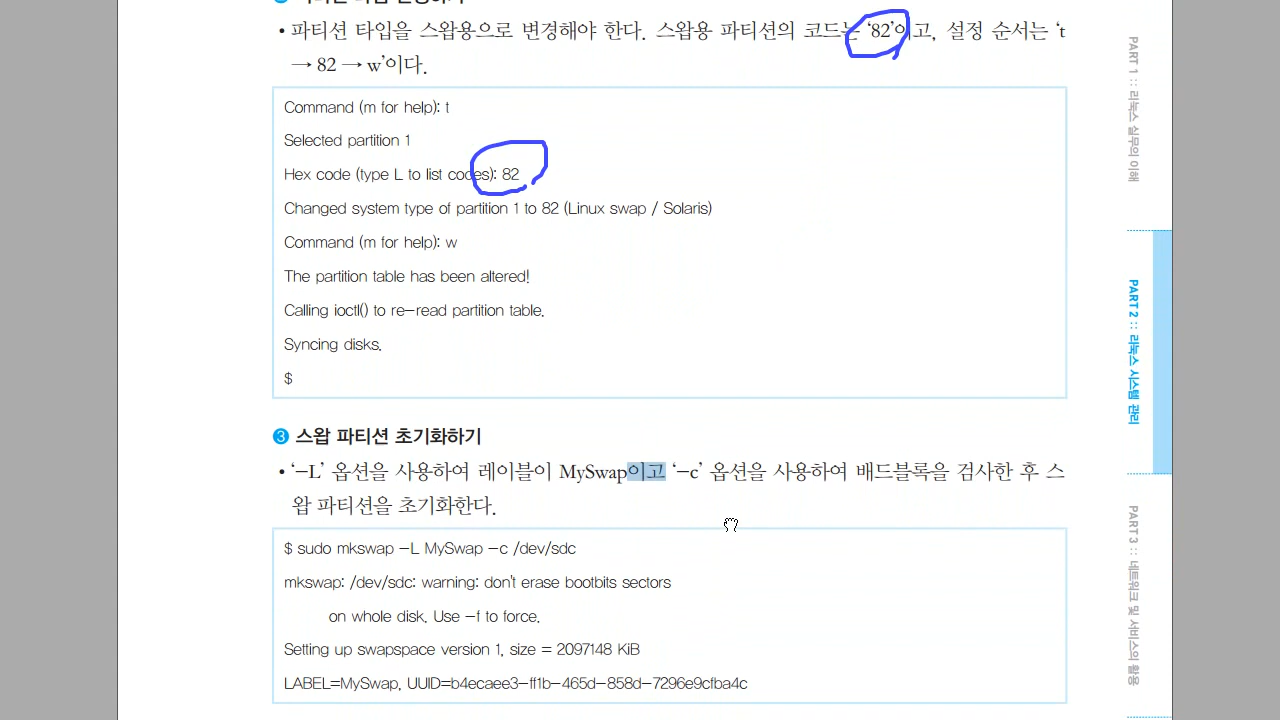 • 파티션 타입을 스왑용으로 변경해야 한다. 스왑용 파티션의 코드는 ‘82’이고, 설정 순서는 ‘t
→ 82 → w’이다.
Command (m for help): t
Selected partition 1
Hex code (type L to list codes): 82
Changed system type of partition 1 to 82 (Linux swap / Solaris)
Command (m for help): w
The partition table has been altered!
Calling ioctl() to re-read partition table.
Syncing disks.
$
❸ 스왑 파티션 초기화하기
• ‘-L’ 옵션을 사용하여 레이블이 MySwap이고 ‘-c’ 옵션을 사용하여 배드블록을 검사한 후 스
왑 파티션을 초기화한다.
$ sudo mkswap -L MySwap -c /dev/sdc
mkswap: /dev/sdc: warning: don't erase bootbit sectors
on whole disk. Use -f to force.
Setting up swapspace version 1, size = 2097148 KiB
LABEL=MySwap,
PART 1 :: 리눅스 실무의 이해
PART 2 :: 리눅스 시스템 관리
PART 3 :: 네트워크 및 서비스의 활용